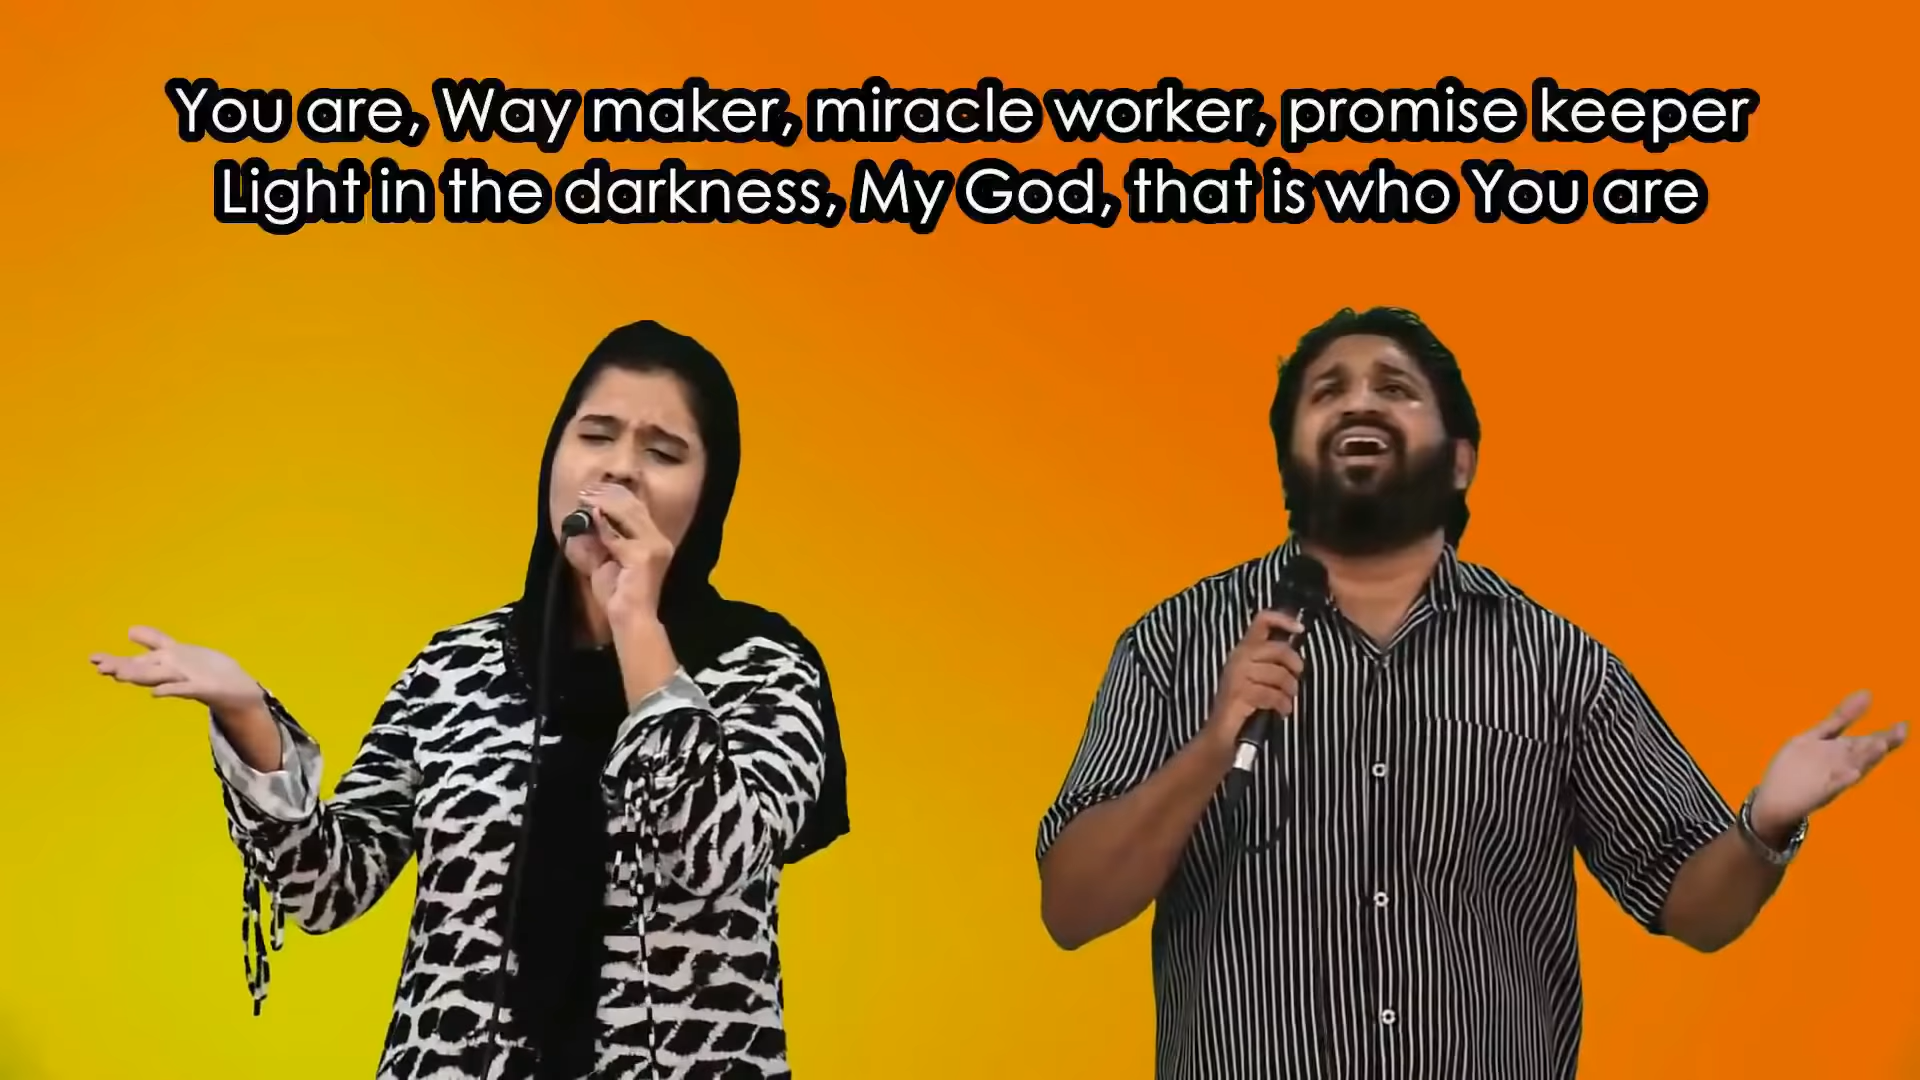 You are, Way maker, miracle worker, promise keeper
Light in the darkness, My God, that is who You are